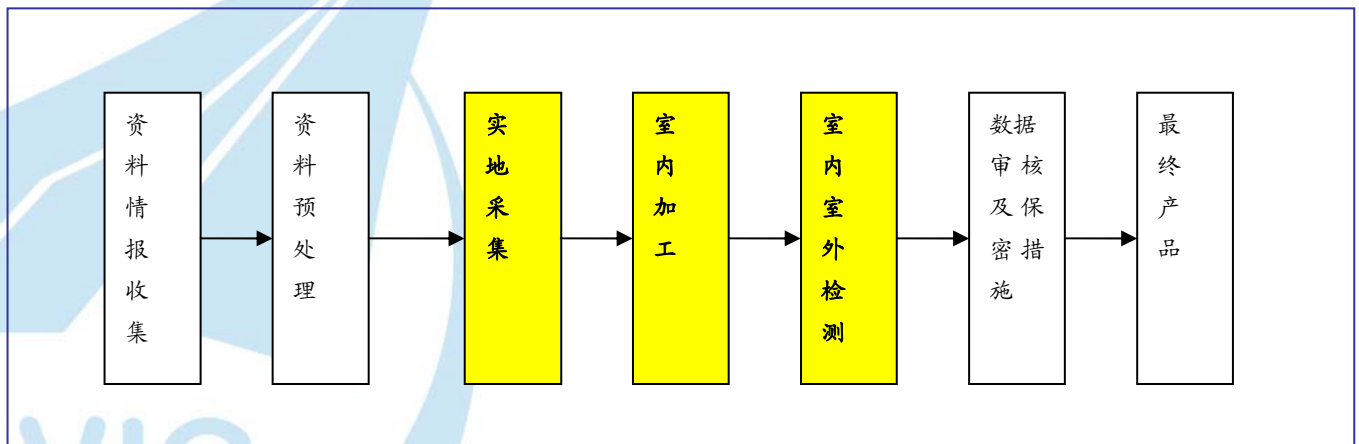 资料情报收集
资料预处理
实地采集
室内加工
室内室外检测
数据审核及保密措施
最终产品